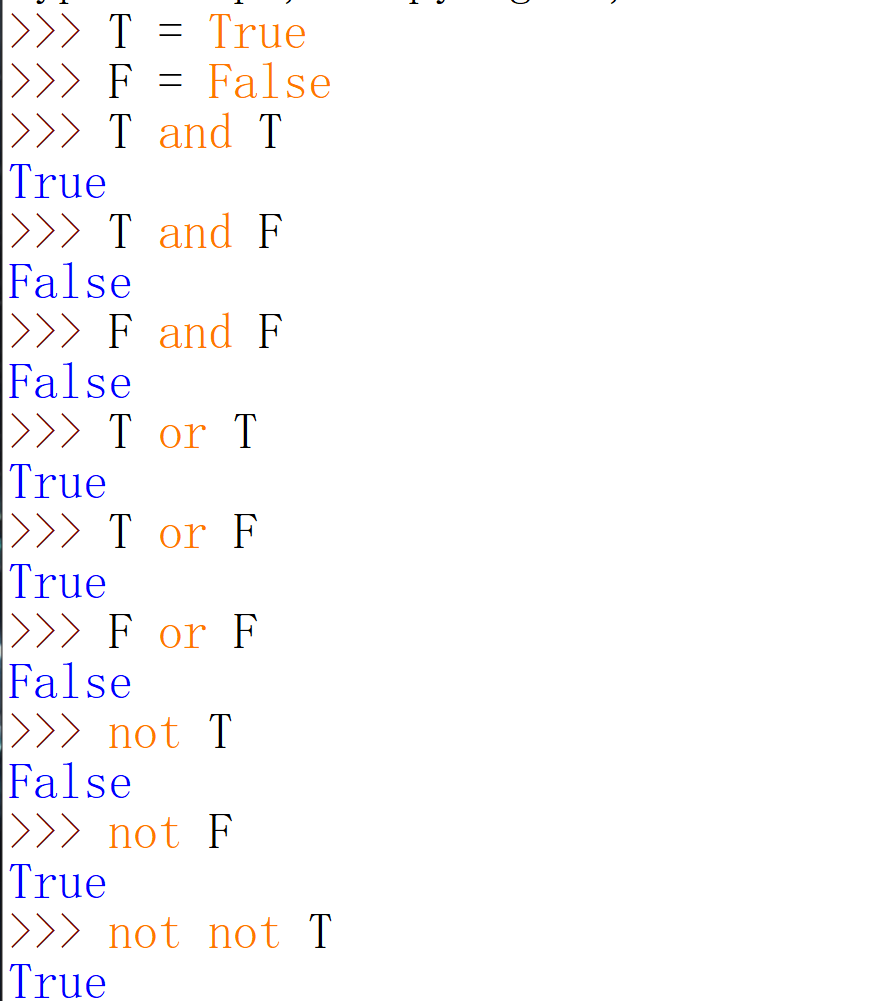 >>> T = True
>>> F = False
>>> T and T
True
>>> T and F
False
>>> F and F
False
>>> T or T
True
>>> T or F
True
>>> F or F
False
>>> not T
False
>>> not F
True
>>> not not T
True